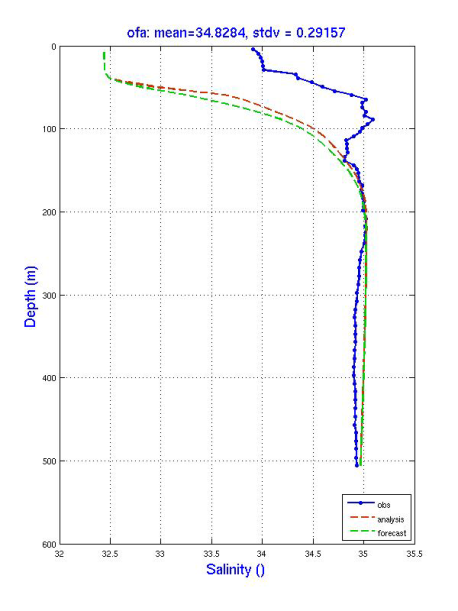 ofa: mean=34.8284, stdv = 0.29157
0
100
200
300
400
500
600
Depth (m)
32
32.5
33
33.5
34
34.5
35
35.5
Salinity ()
obs
analysis
forecast